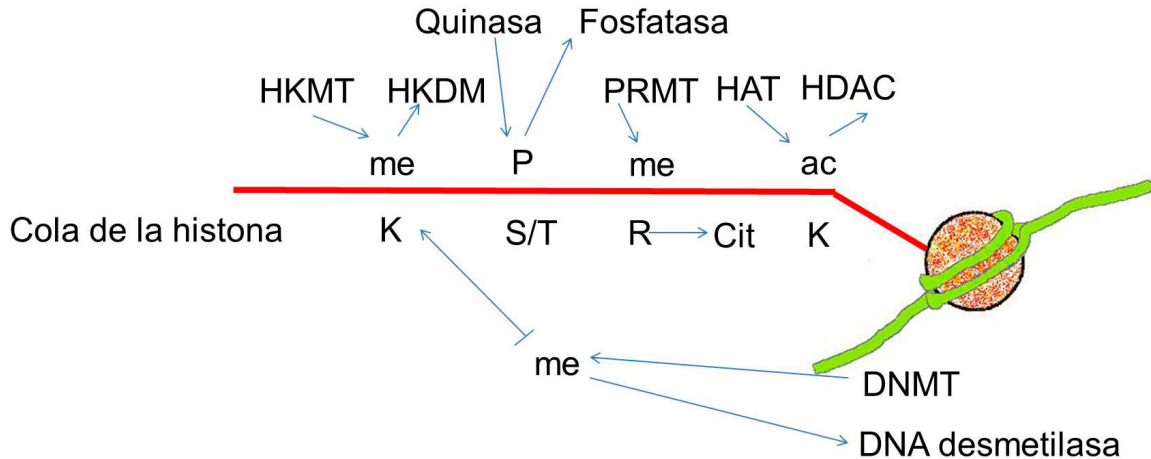 Quinasa Fosfatasa
HKMT HKDM PRMT HAT HDAC
me P me ac
Cola de la histona K S/T R Cit K
me
DNMT
DNA desmetilasa